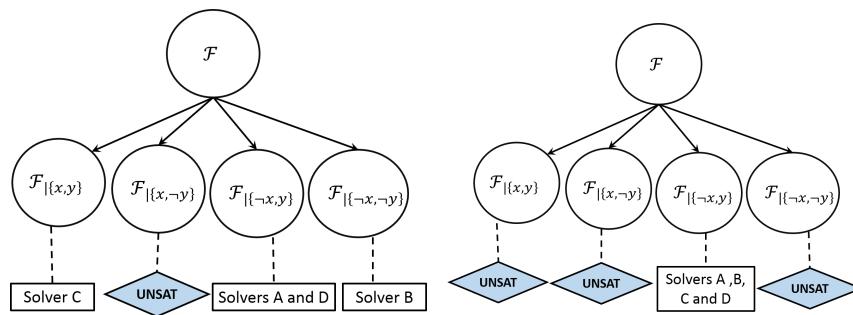 ℱ
ℱ|{x,y}
ℱ|{x,¬y}
ℱ|{¬x,y}
ℱ|{¬x,¬y}
Solver C
UNSAT
Solvers A and D
Solver B
ℱ
ℱ|{x,y}
ℱ|{x,¬y}
ℱ|{¬x,y}
ℱ|{¬x,¬y}
UNSAT
UNSAT
Solvers A ,B,
C and D
UNSAT